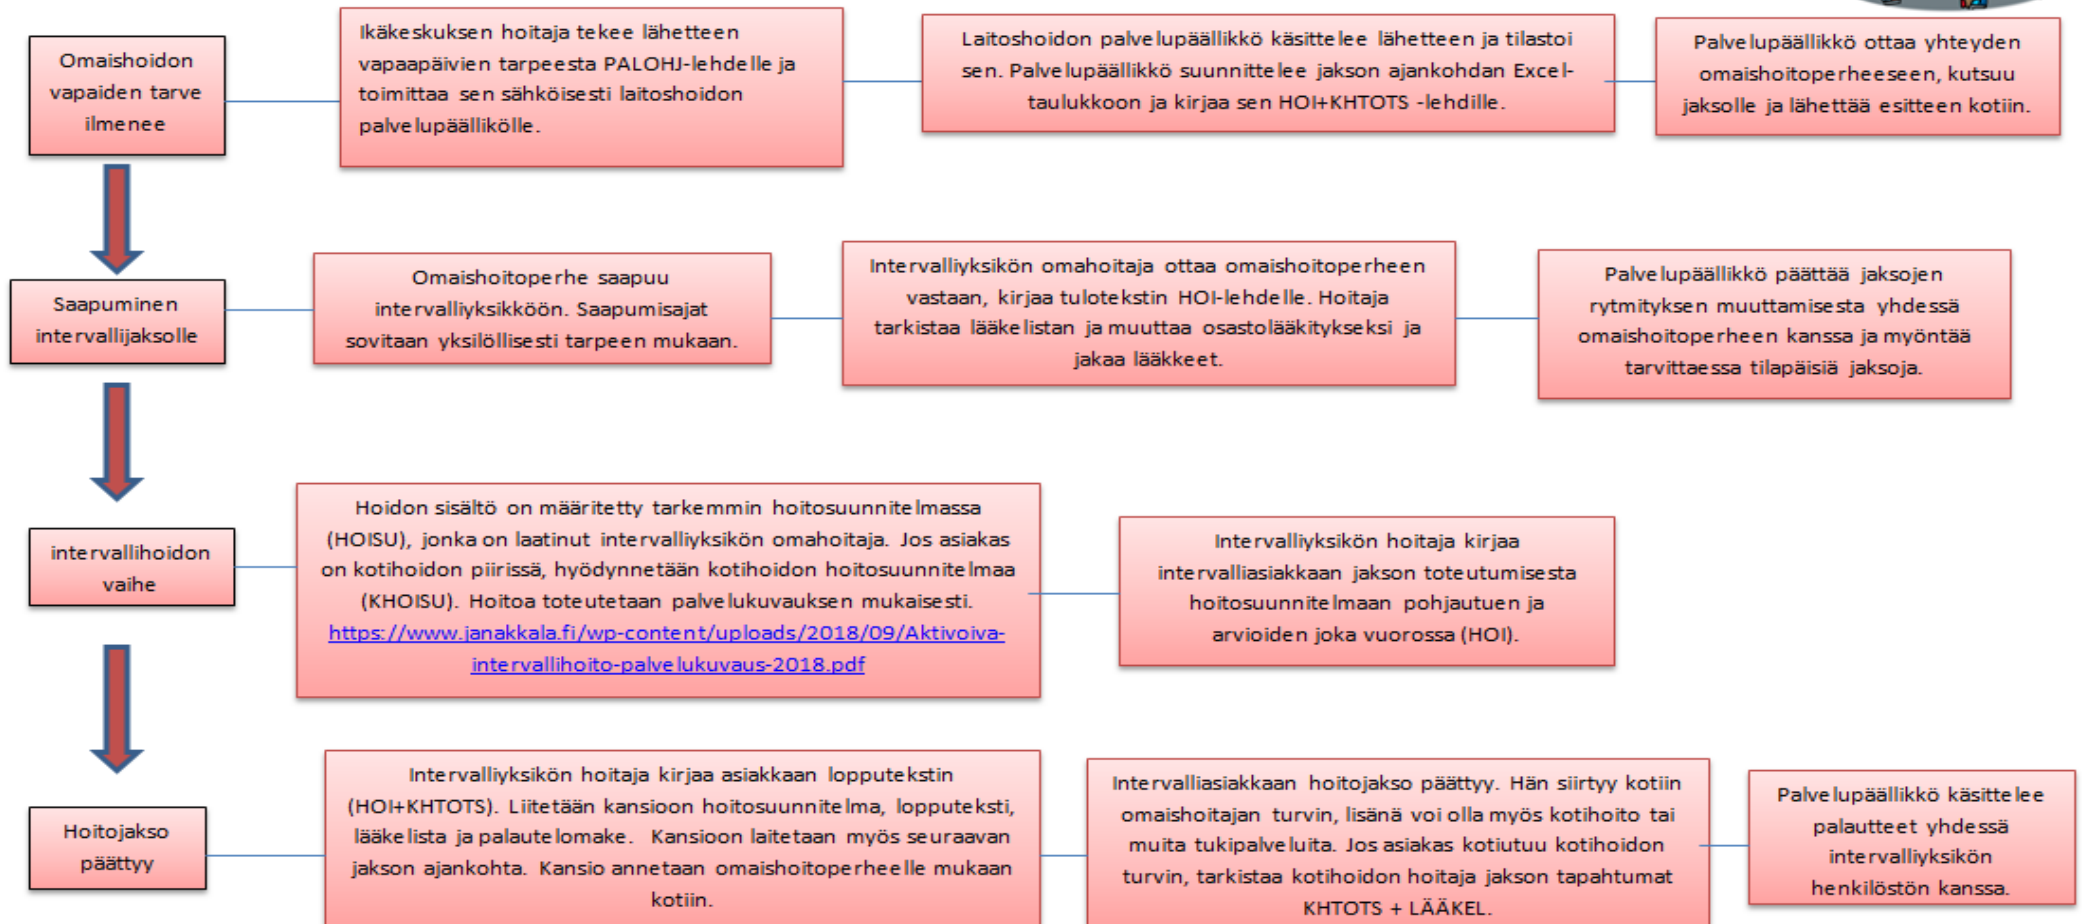 Omaishoidon
vapaiden tarve
ilmenee
Ikäkeskuksen hoitaja tekee lähetteen
vapaapäivien tarpeesta PALOHJ-lehdelle ja
toimittaa sen sähköisesti laitoshoidon
palvelupäällikölle.
Laitoshoidon palvelupäällikkö käsittelee lähetteen ja tilastoi
sen. Palvelupäällikkö suunnittelee jakson ajankohdan Excel-
taulukkoon ja kirjaa sen HOI+KHTOTS -lehdille.
Palvelupäällikkö ottaa yhteyden
omaishoitoperheeseen, kutsuu
jaksolle ja lähettää esitteen kotiin.
Saapuminen
intervallijaksolle
Omaishoitoperhe saapuu
intervalliyksikköön. Saapumisajat
sovitaan yksilöllisesti tarpeen mukaan.
Intervalliyksikön omahoitaja ottaa omaishoitoperheen
vastaan, kirjaa tulotekstin HOI-lehdelle. Hoitaja
tarkistaa lääkelistan ja muuttaa osastolääkitykseksi ja
jakaa lääkkeet.
Palvelupäällikkö päättää jaksojen
rytmityksen muuttamisesta yhdessä
omaishoitoperheen kanssa ja myöntää
tarvittaessa tilapäisiä jaksoja.
intervallihoidon
vaihe
Hoidon sisältö on määritetty tarkemmin hoitosuunnitelmassa
(HOISU), jonka on laatinut intervalliyksikön omahoitaja. Jos asiakas
on kotihoidon piirissä, hyödynnetään kotihoidon hoitosuunnitelmaa
(KHOISU). Hoitoa toteutetaan palvelukuvauksen mukaisesti.
https://www.janakkala.fi/wp-content/uploads/2018/09/Aktivoiva-
intervallihoito-palvelukuvaus-2018.pdf
Intervalliyksikön hoitaja kirjaa
intervalliasiakkaan jakson toteutumisesta
hoitosuunnitelmaan pohjautuen ja
arvioiden joka vuorossa (HOI).
Hoitojakso
päättyy
Intervalliyksikön hoitaja kirjaa asiakkaan lopputekstin
(HOI+KHTOTS). Liitetään kansioon hoitosuunnitelma, lopputeksti,
lääkelista ja palautelomake. Kansioon laitetaan myös seuraavan
jakson ajankohta. Kansio annetaan omaishoitoperheelle mukaan
kotiin.
Intervalliasiakkaan hoitojakso päättyy. Hän siirtyy kotiin
omaishoitajan turvin, lisänä voi olla myös kotihoito tai
muita tukipalveluita. Jos asiakas kotiutuu kotihoidon
turvin, tarkistaa kotihoidon hoitaja jakson tapahtumat
KHTOTS + LÄÄKEL.
Palvelupäällikkö käsittelee
palautteet yhdessä
intervalliyksikön
henkilöstön kanssa.